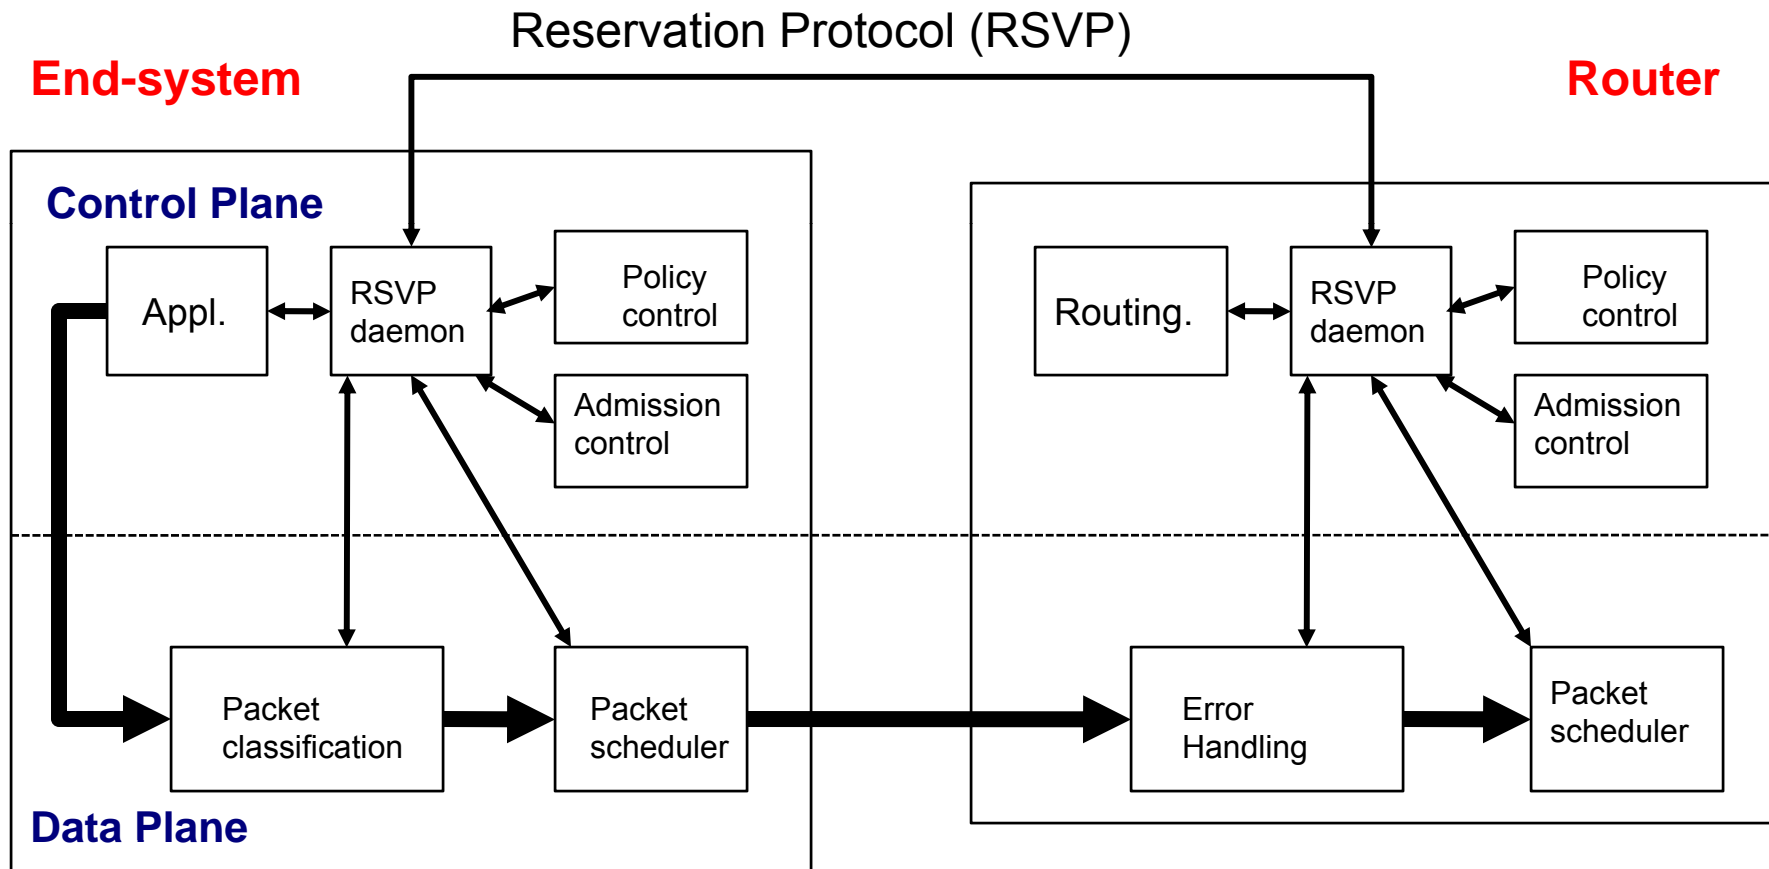 Reservation Protocol (RSVP)
End-system
Router
Control Plane
Appl.
RSVP
daemon
Policy
control
Admission
control
Routing.
RSVP
daemon
Policy
control
Admission
control
Packet
classification
Packet
scheduler
Error
Handling
Packet
scheduler
Data Plane